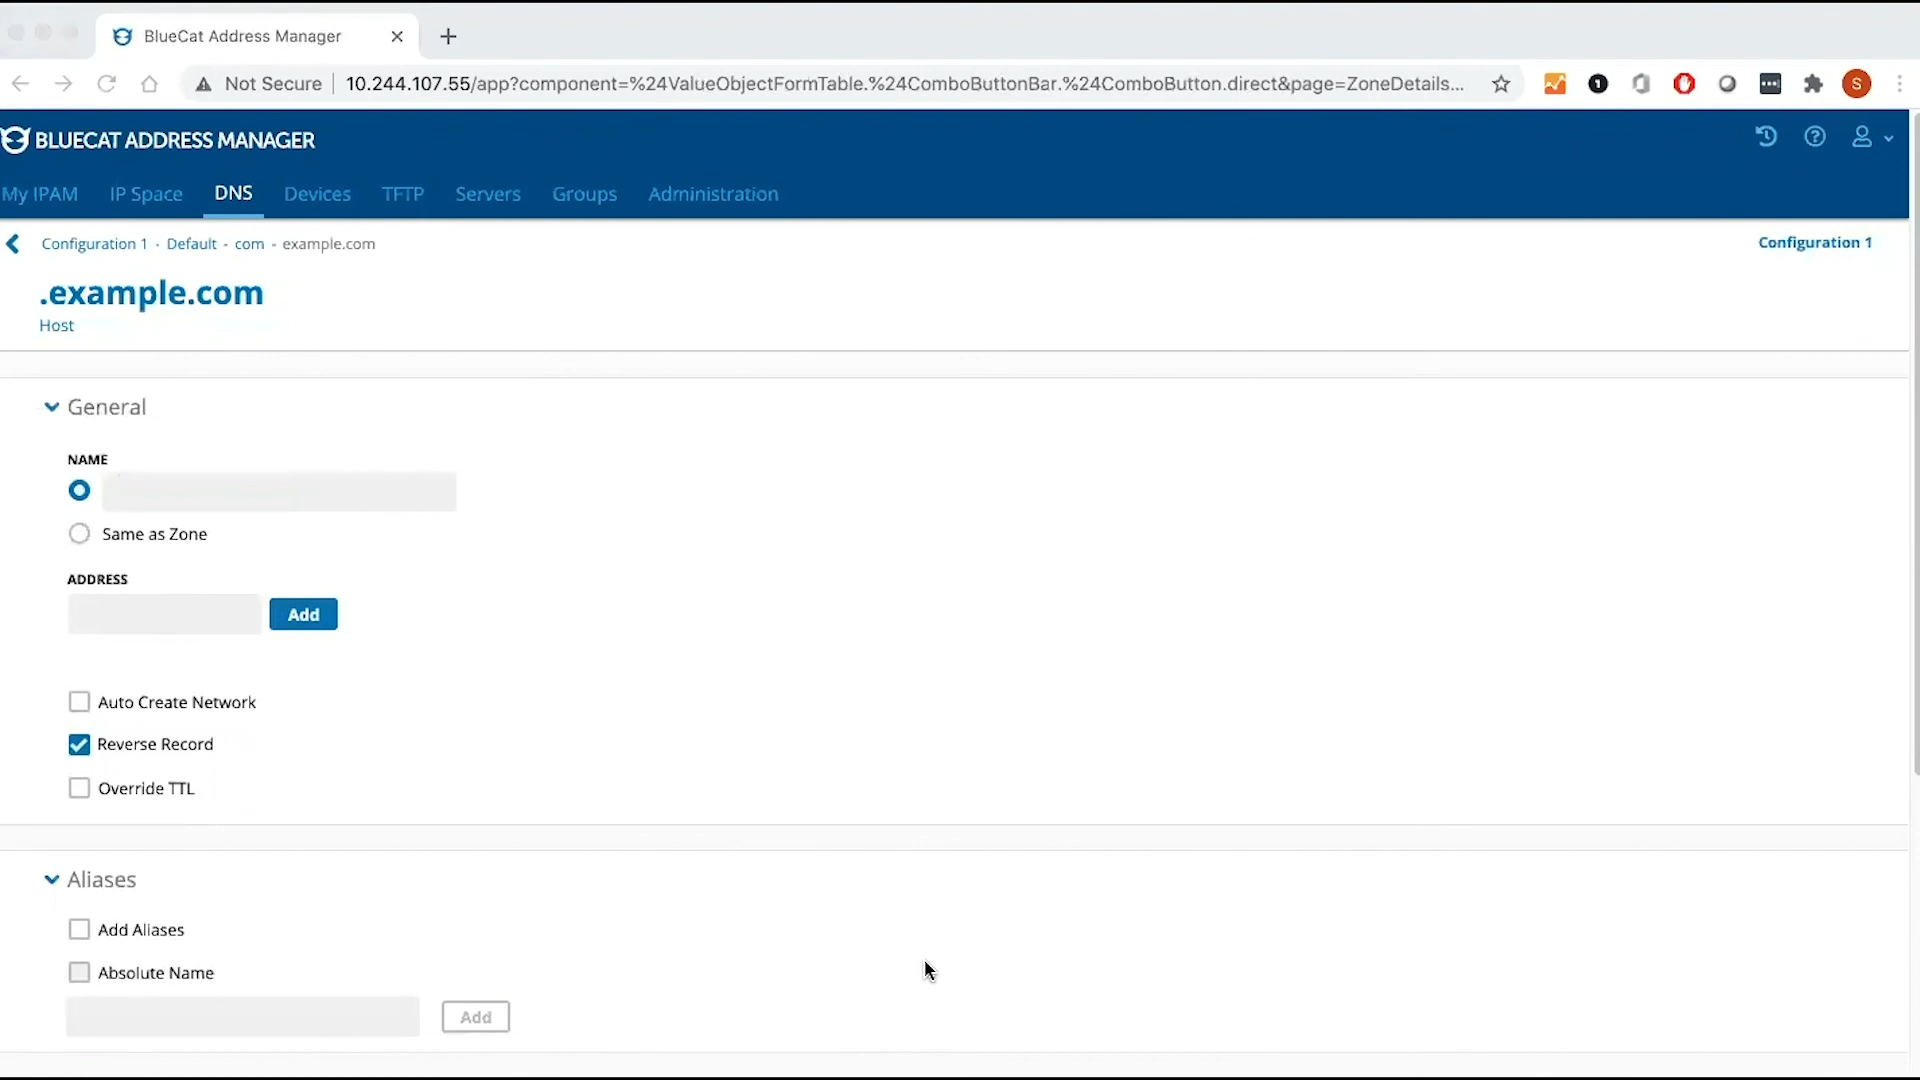 BlueCat Address Manager
Not Secure
10.244.107.55/app?component=%24ValueObjectFormTable.%24ComboButtonBar.%24ComboButton.direct&page=ZoneDetails...
1
S
BLUECAT ADDRESS MANAGER
My IPAM
IP Space
DNS
Devices
TFTP
Servers
Groups
Administration
Configuration 1 - Default - com - example.com
Configuration 1
.example.com
Host
General
NAME
Same as Zone
ADDRESS
Add
Auto Create Network
Reverse Record
Override TTL
Aliases
Add Aliases
Absolute Name
Add